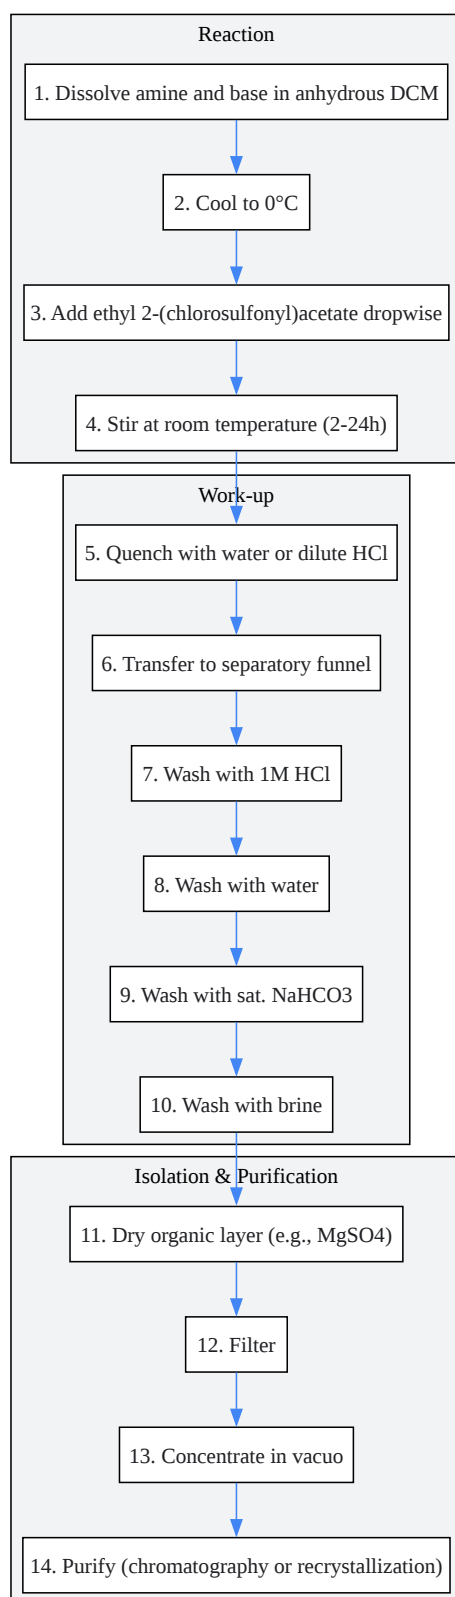 Reaction
1. Dissolve amine and base in anhydrous DCM
2. Cool to 0°C
3. Add ethyl 2-(chlorosulfonyl)acetate dropwise
4. Stir at room temperature (2-24h)
Work-up
5. Quench with water or dilute HCl
6. Transfer to separatory funnel
7. Wash with 1M HCl
8. Wash with water
9. Wash with sat. NaHCO3
10. Wash with brine
Isolation & Purification
11. Dry organic layer (e.g., MgSO4)
12. Filter
13. Concentrate in vacuo
14. Purify (chromatography or recrystallization)